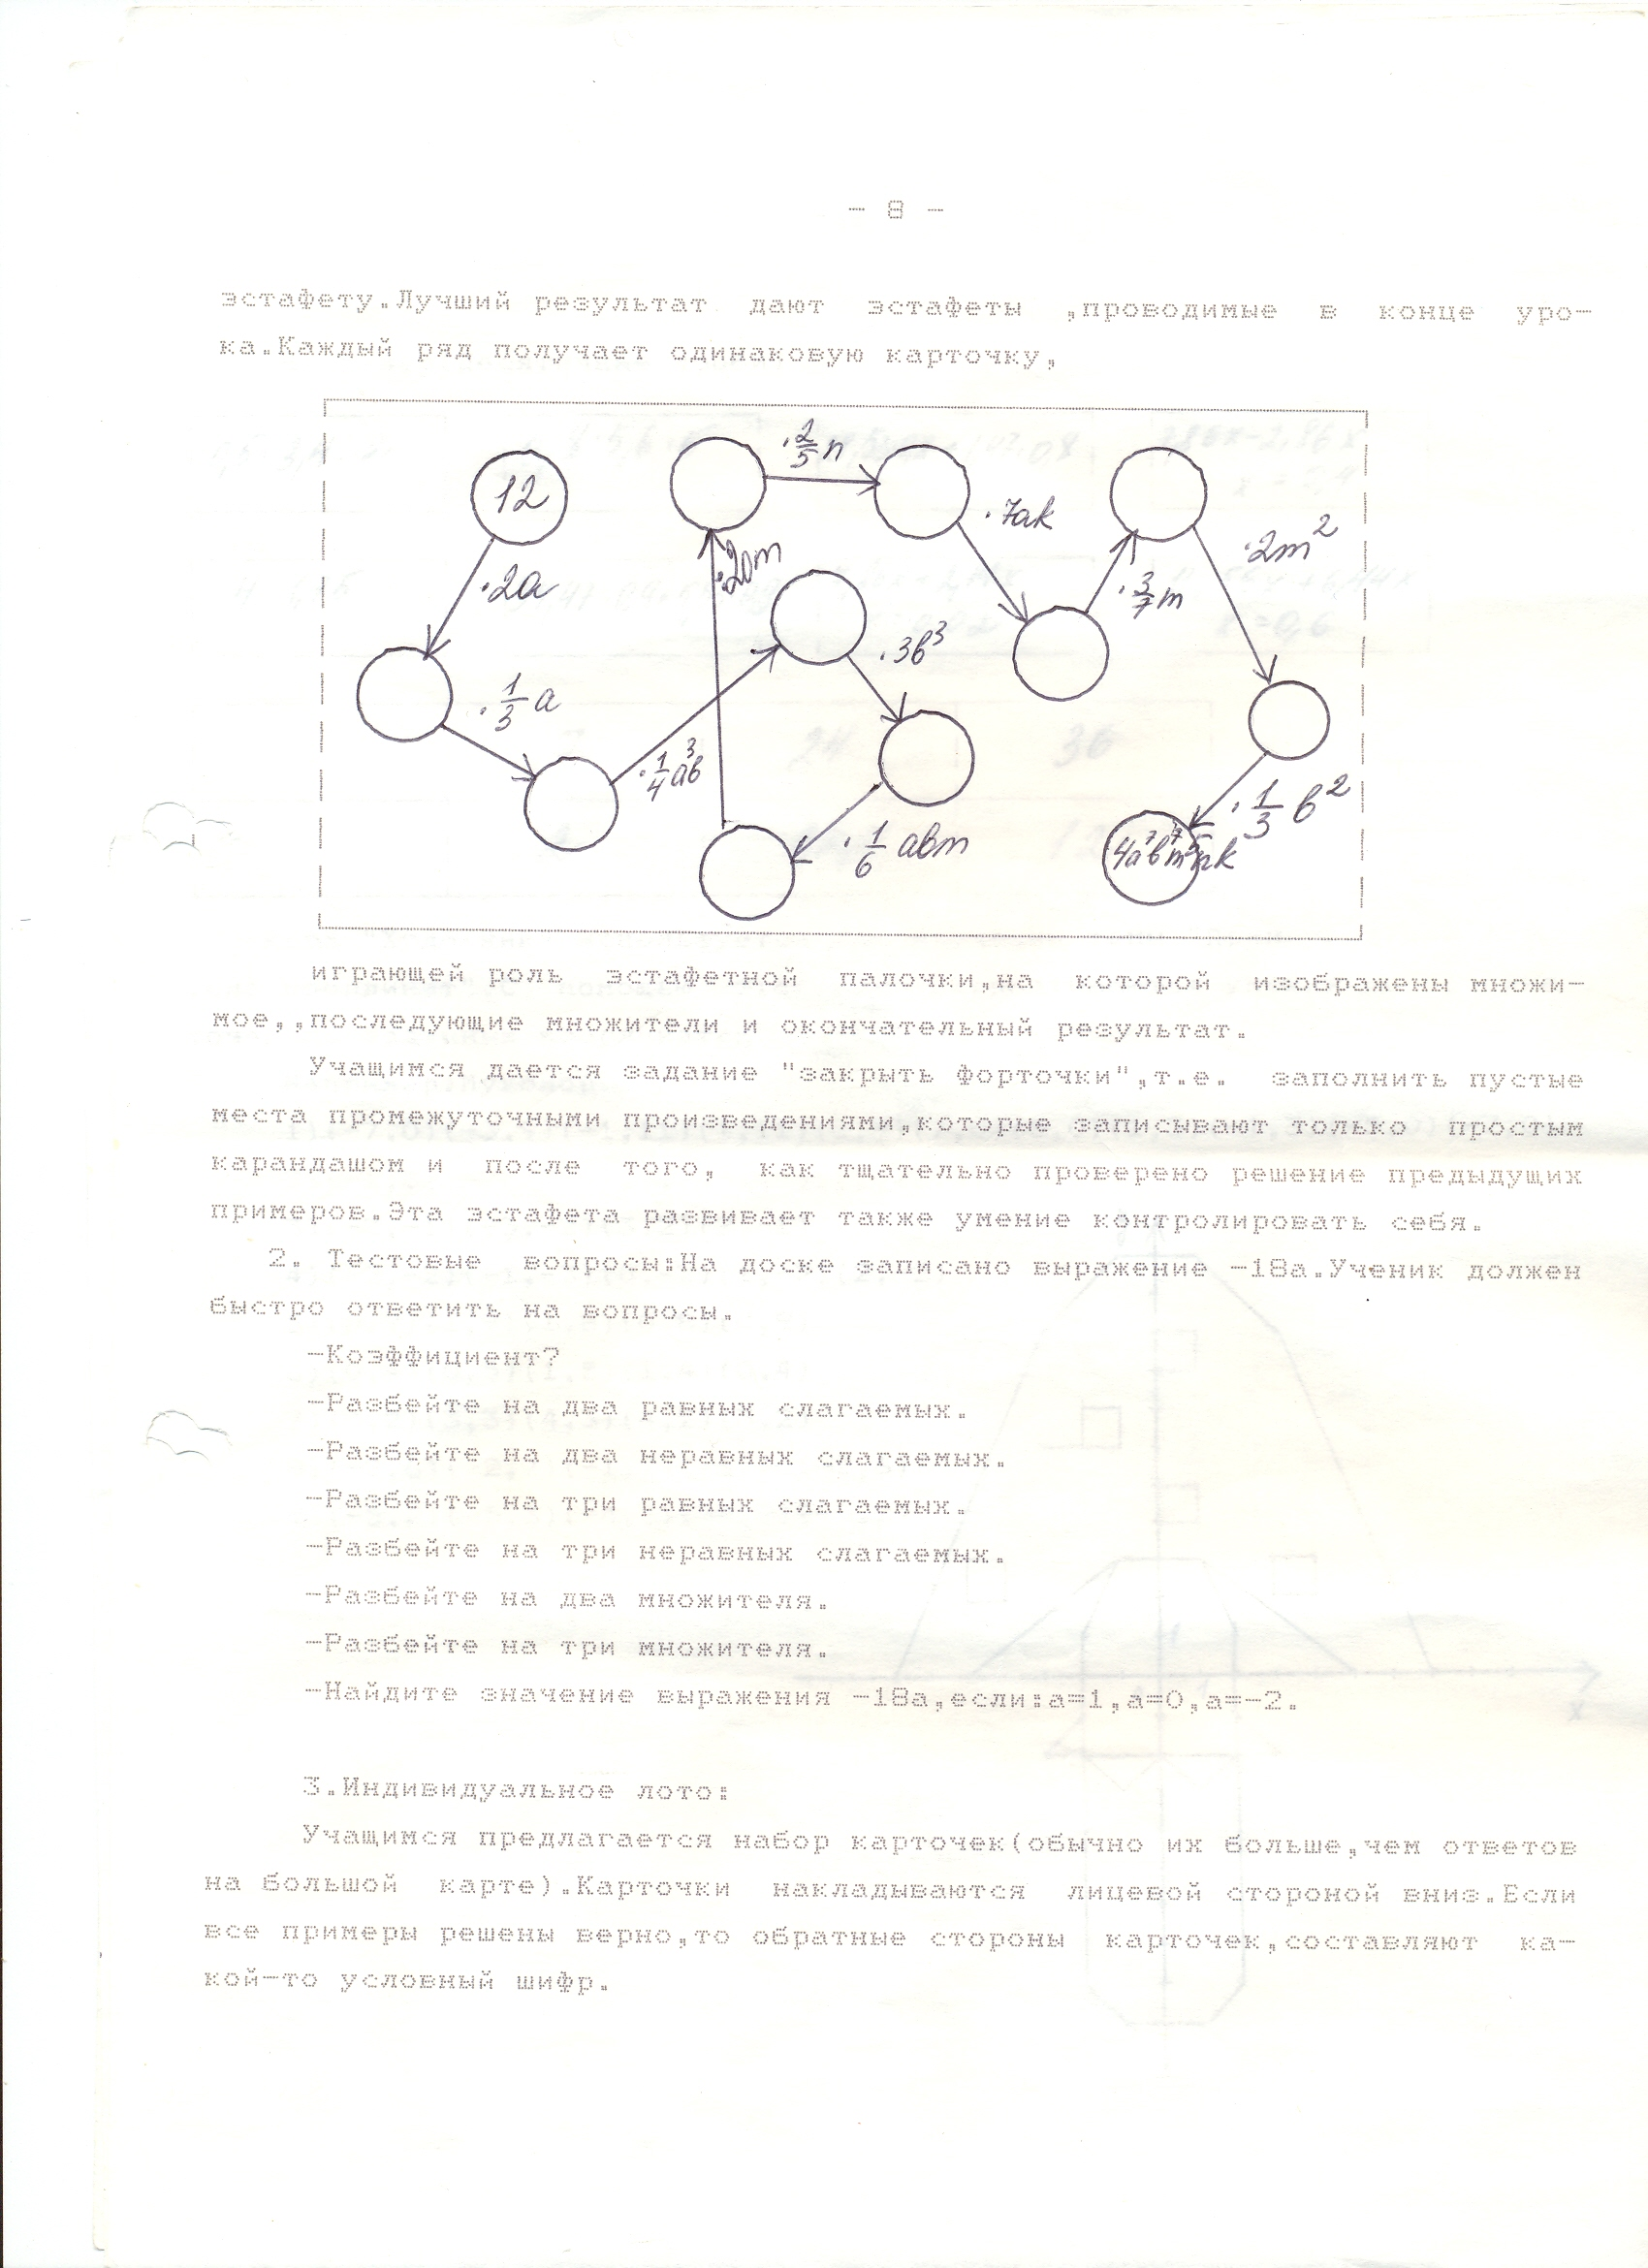 - 8 -
эстафету.Лучший результат дают эстафеты ,проводимые в конце уро-
ка.Каждый ряд получает одинаковую карточку,
12
·2а
·1/3 а
·1/4 ав³
·3в³
·1/6 авm
·2/5 n
·7ak
·3/7 m
·2m²
·1/3 в²
4а⁷в⁷m⁵nk
играющей роль эстафетной палочки,на которой изображены множи-
мое,,последующие множители и окончательный результат.
Учащимся дается задание "закрыть форточки",т.е. заполнить пустые
места промежуточными произведениями,которые записывают только простым
карандашом и после того, как тщательно проверено решение предыдущих
примеров.Эта эстафета развивает также умение контролировать себя.
2. Тестовые вопросы:На доске записано выражение -18а.Ученик должен
быстро ответить на вопросы.
-Коэффициент?
-Разбейте на два равных слагаемых.
-Разбейте на два неравных слагаемых.
-Разбейте на три равных слагаемых.
-Разбейте на три неравных слагаемых.
-Разбейте на два множителя.
-Разбейте на три множителя.
-Найдите значение выражения -18а,если:а=1,а=0,а=-2.
3.Индивидуальное лото:
Учащимся предлагается набор карточек(обычно их больше,чем ответов
на большой карте).Карточки накладываются лицевой стороной вниз.Если
все примеры решены верно,то обратные стороны карточек,составляют ка-
кой-то условный шифр.